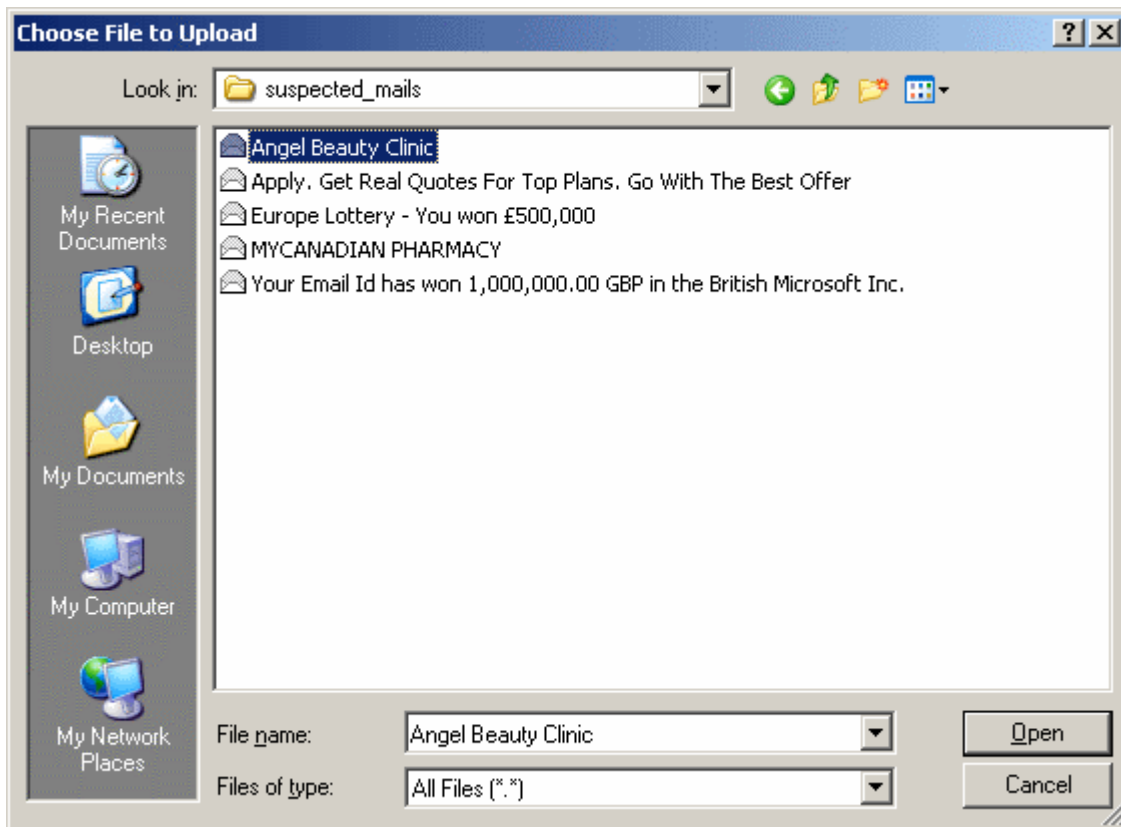 Choose File to Upload
Look in: suspected_mails
My Recent
Documents
Desktop
My Documents
My Computer
My Network
Places
Angel Beauty Clinic
Apply. Get Real Quotes For Top Plans. Go With The Best Offer
Europe Lottery - You won £500,000
MYCANADIAN PHARMACY
Your Email Id has won 1,000,000.00 GBP in the British Microsoft Inc.
File name: Angel Beauty Clinic Open
Files of type: All Files (*.*) Cancel